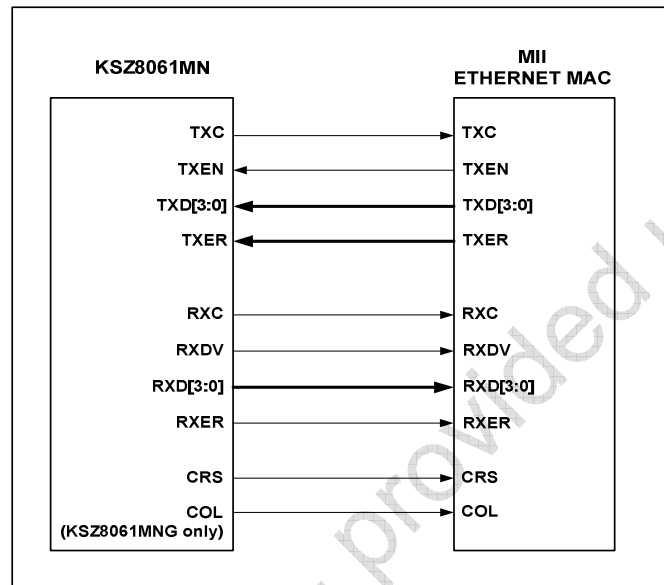 KSZ8061MN
MII
ETHERNET MAC
TXC TXC
TXEN TXEN
TXD[3:0] TXD[3:0]
TXER TXER
RXC RXC
RXDV RXDV
RXD[3:0] RXD[3:0]
RXER RXER
CRS CRS
COL COL
(KSZ8061MNG only)
provided